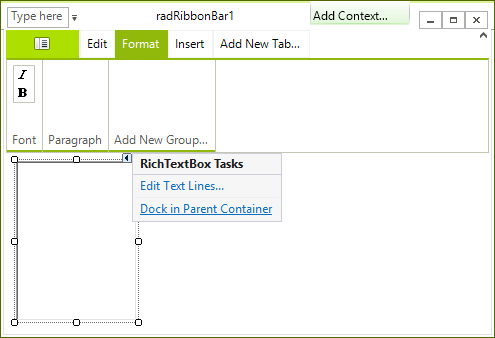 Type here
radRibbonBar1
Add Context...
Edit
Format
Insert
Add New Tab...
I
B
Font
Paragraph
Add New Group...
RichTextBox Tasks
Edit Text Lines...
Dock in Parent Container